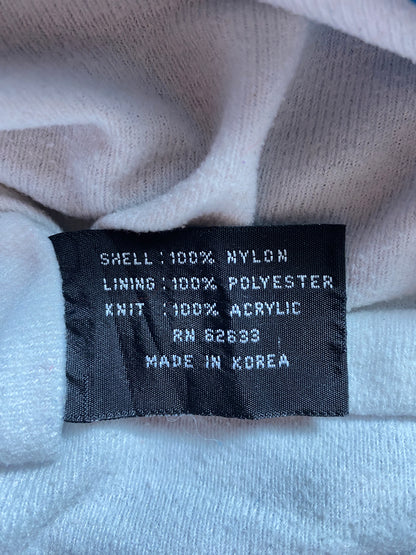 SHELL : 100% NYLON
LINING : 100% POLYESTER
KNIT : 100% ACRYLIC
RN 62633
MADE IN KOREA